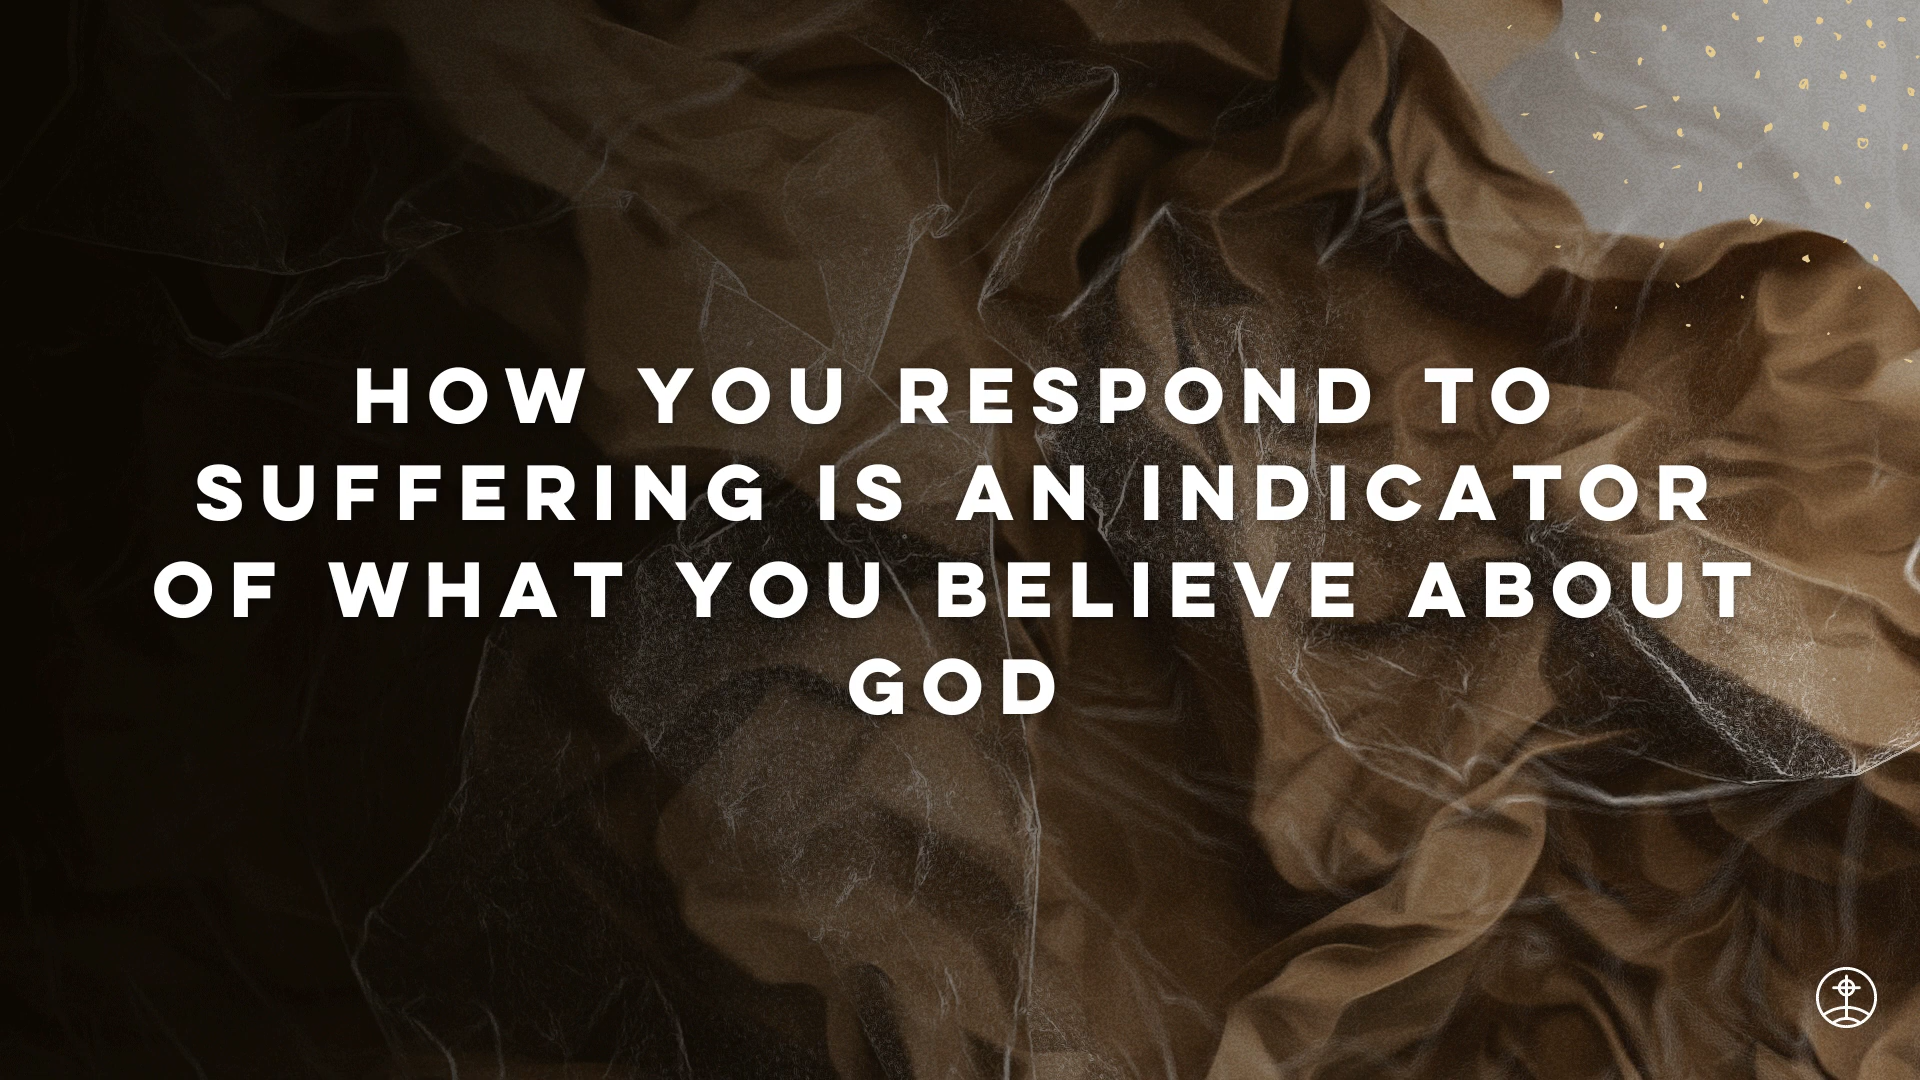 HOW YOU RESPOND TO
SUFFERING IS AN INDICATOR
OF WHAT YOU BELIEVE ABOUT
GOD